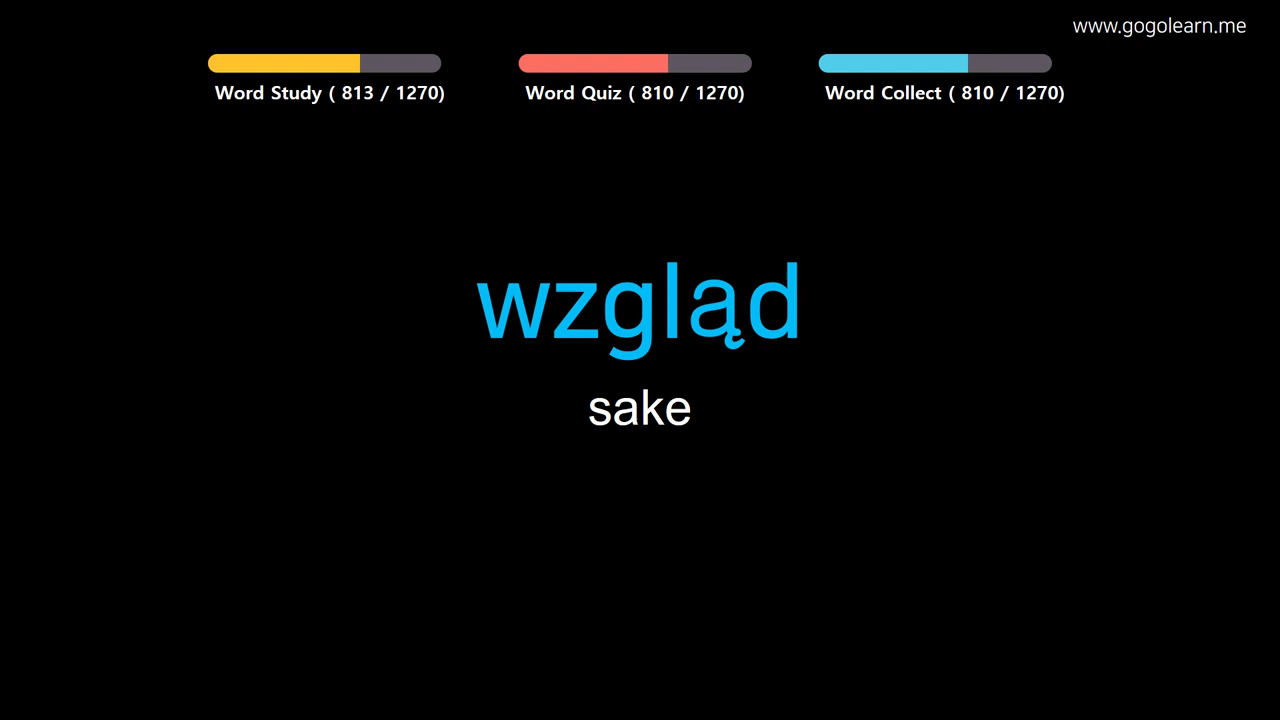 www.gogolearn.me
Word Study ( 813 / 1270)
Word Quiz ( 810 / 1270)
Word Collect ( 810 / 1270)
wzgląd
sake